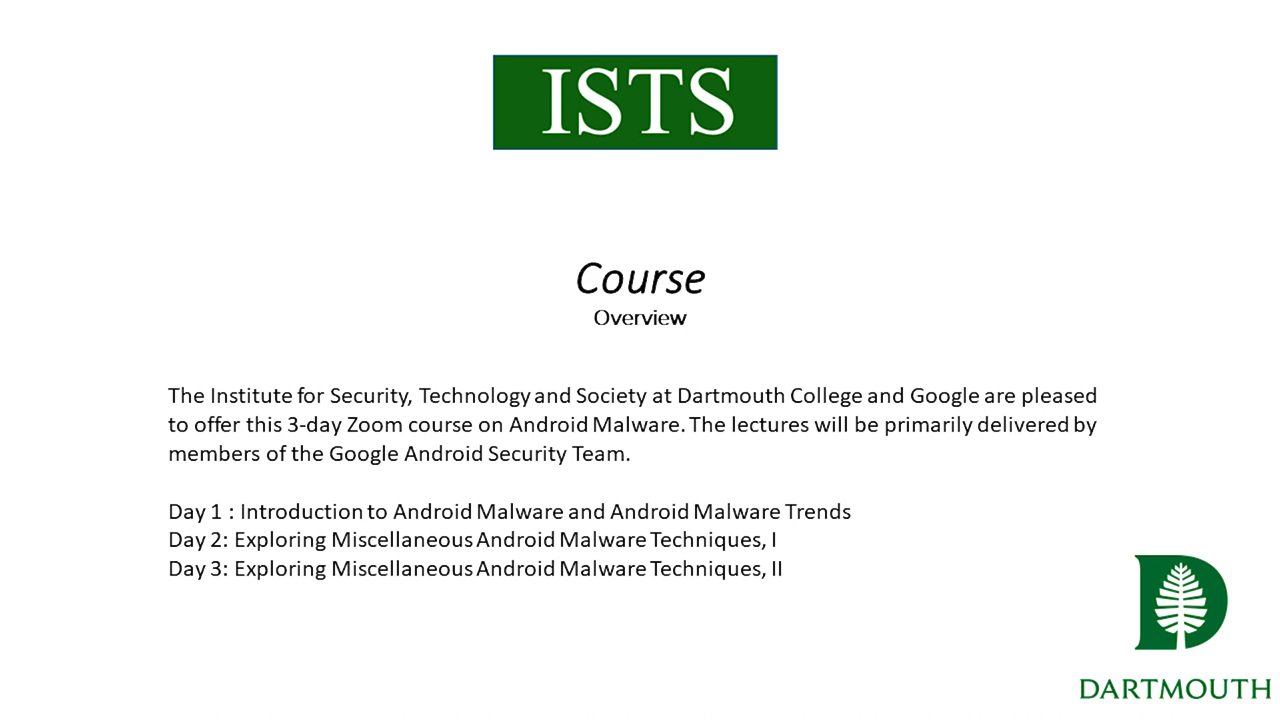 ISTS
Course
Overview
The Institute for Security, Technology and Society at Dartmouth College and Google are pleased
to offer this 3-day Zoom course on Android Malware. The lectures will be primarily delivered by
members of the Google Android Security Team.
Day 1 : Introduction to Android Malware and Android Malware Trends
Day 2: Exploring Miscellaneous Android Malware Techniques, I
Day 3: Exploring Miscellaneous Android Malware Techniques, II
D
DARTMOUTH